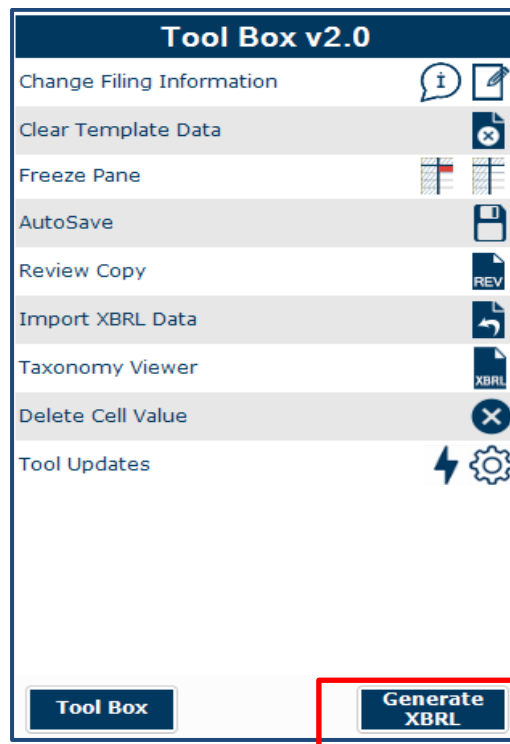 Tool Box v2.0
Change Filing Information
i
Clear Template Data
Freeze Pane
AutoSave
Review Copy
REV
Import XBRL Data
Taxonomy Viewer
XBRL
Delete Cell Value
Tool Updates
Tool Box
Generate
XBRL